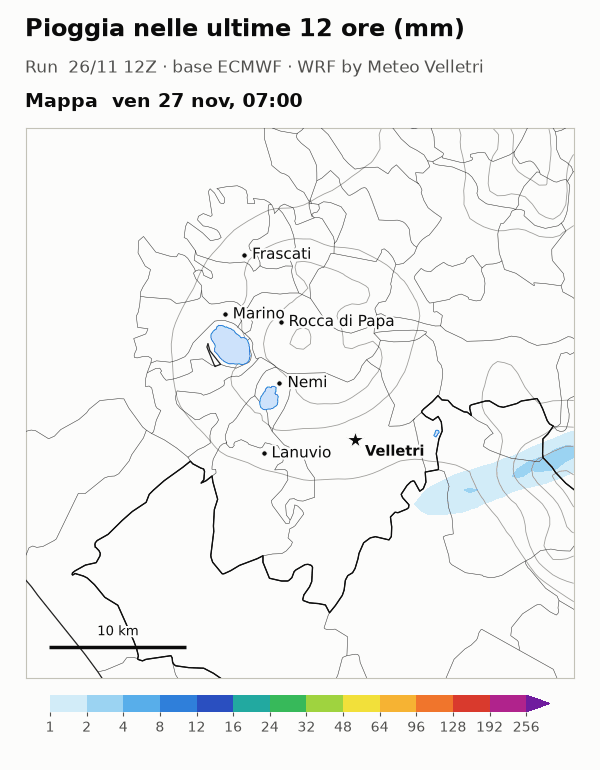 Pioggia nelle ultime 12 ore (mm)
Run  26/11 12Z · base ECMWF · WRF by Meteo Velletri
Mappa  ven 27 nov, 07:00
Frascati
Marino
Rocca di Papa
Nemi
Velletri
Lanuvio
10 km
1 2 4 8 12 16 24 32 48 64 96 128 192 256